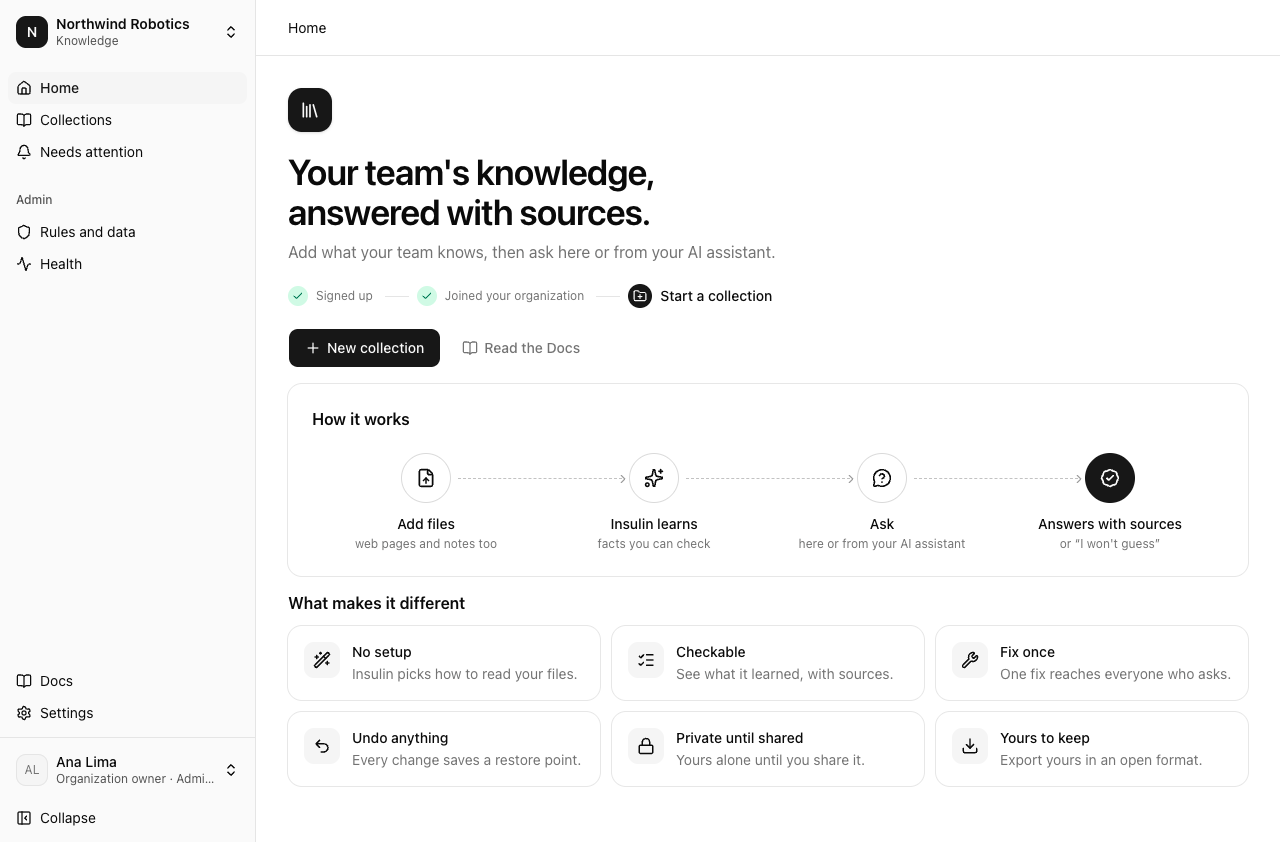 N
Northwind Robotics
Knowledge
Home
Collections
Needs attention
Admin
Rules and data
Health
Docs
Settings
AL
Ana Lima
Organization owner · Admi...
Collapse
Home
Your team's knowledge,
answered with sources.
Add what your team knows, then ask here or from your AI assistant.
Signed up
Joined your organization
Start a collection
New collection
Read the Docs
How it works
Add files
web pages and notes too
Insulin learns
facts you can check
Ask
here or from your AI assistant
Answers with sources
or “I won't guess”
What makes it different
No setup
Insulin picks how to read your files.
Checkable
See what it learned, with sources.
Fix once
One fix reaches everyone who asks.
Undo anything
Every change saves a restore point.
Private until shared
Yours alone until you share it.
Yours to keep
Export yours in an open format.